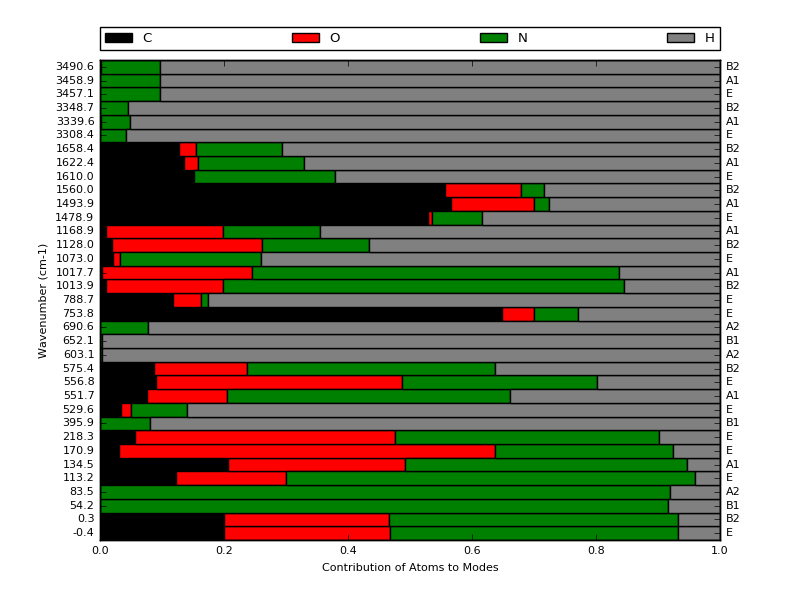 C O N H
3490.6 B2
3458.9 A1
3457.1 E
3348.7 B2
3339.6 A1
3308.4 E
1658.4 B2
1622.4 A1
1610.0 E
1560.0 B2
1493.9 A1
1478.9 E
1168.9 A1
1128.0 B2
1073.0 E
1017.7 A1
1013.9 B2
788.7 E
753.8 E
690.6 A2
652.1 B1
603.1 A2
575.4 B2
556.8 E
551.7 A1
529.6 E
395.9 B1
218.3 E
170.9 E
134.5 A1
113.2 E
83.5 A2
54.2 B1
0.3 B2
-0.4 E
Wavenumber (cm-1)
0.0 0.2 0.4 0.6 0.8 1.0
Contribution of Atoms to Modes